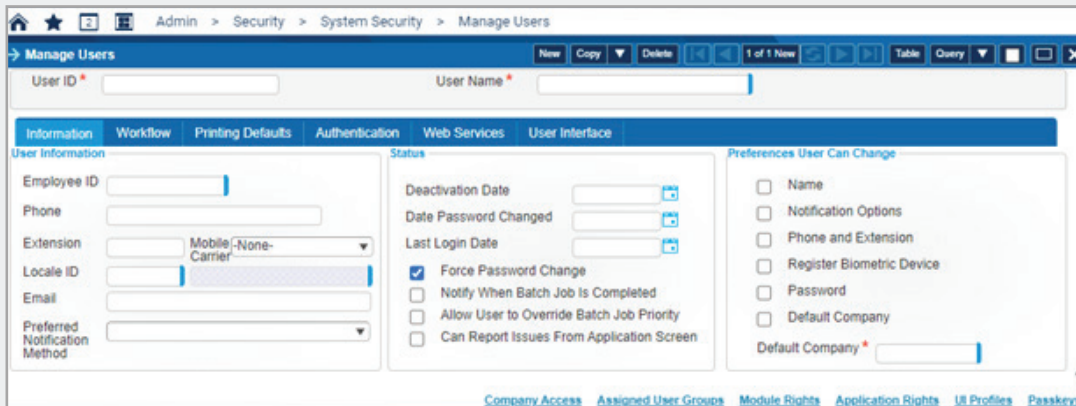 2 Admin > Security > System Security > Manage Users
Manage Users New Copy Delete 1 of 1 New Table Query
User ID * User Name *
Information Workflow Printing Defaults Authentication Web Services User Interface
User Information
Employee ID
Phone
Extension Mobile Carrier -None-
Locale ID
Email
Preferred
Notification
Method
Status
Deactivation Date
Date Password Changed
Last Login Date
Force Password Change
Notify When Batch Job Is Completed
Allow User to Override Batch Job Priority
Can Report Issues From Application Screen
Preferences User Can Change
Name
Notification Options
Phone and Extension
Register Biometric Device
Password
Default Company
Default Company *
Company Access Assigned User Groups Module Rights Application Rights UI Profiles Passkey